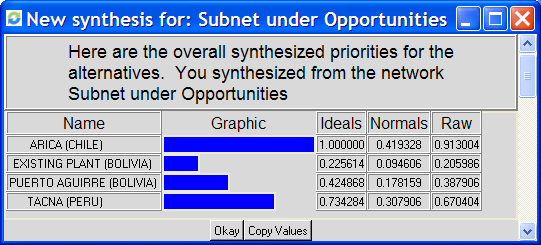 New synthesis for: Subnet under Opportunities
Here are the overall synthesized priorities for the
alternatives. You synthesized from the network
Subnet under Opportunities
Name Graphic Ideals Normals Raw
ARICA (CHILE) 1.000000 0.419328 0.913004
EXISTING PLANT (BOLIVIA) 0.225614 0.094606 0.205986
PUERTO AGUIRRE (BOLIVIA) 0.424868 0.178159 0.387906
TACNA (PERU) 0.734284 0.307906 0.670404
Okay Copy Values